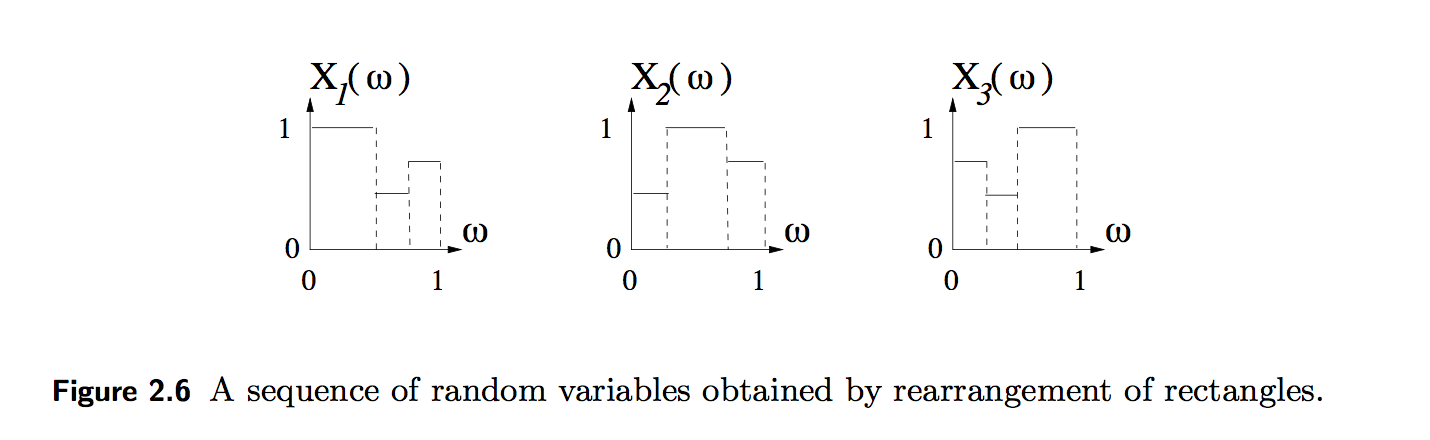 X₁(ω) X₂(ω) X₃(ω)
1 1 1
ω ω ω
0 0 0
0 1 0 1 0 1
Figure 2.6 A sequence of random variables obtained by rearrangement of rectangles.